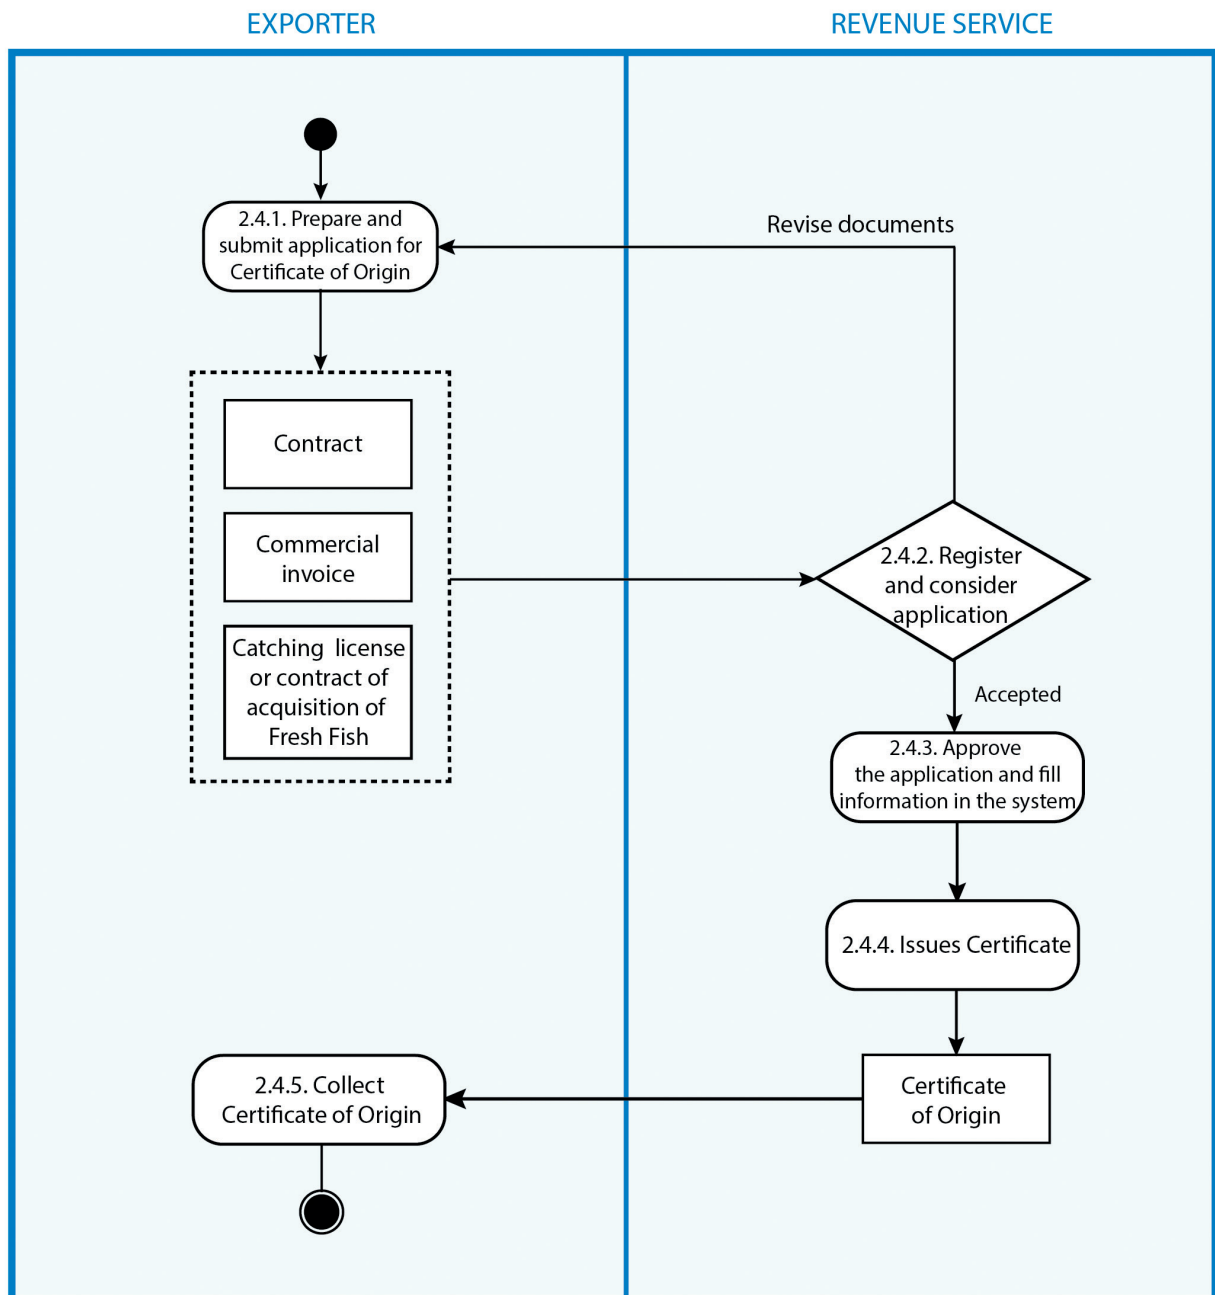 EXPORTER
REVENUE SERVICE
2.4.1. Prepare and
submit application for
Certificate of Origin
Revise documents
Contract
Commercial
invoice
Catching license
or contract of
acquisition of
Fresh Fish
2.4.2. Register
and consider
application
Accepted
2.4.3. Approve
the application and fill
information in the system
2.4.4. Issues Certificate
Certificate
of Origin
2.4.5. Collect
Certificate of Origin